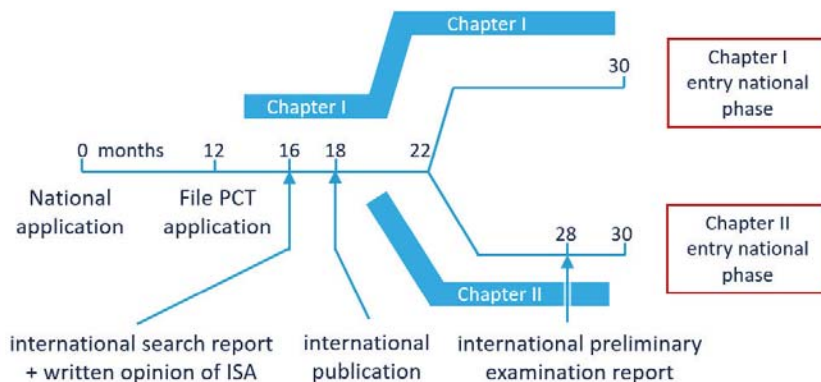 Chapter I
Chapter I
30
Chapter I
entry national
phase
0 months 12 16 18 22
National
application
File PCT
application
28 30
Chapter II
entry national
phase
Chapter II
international search report
+ written opinion of ISA
international
publication
international preliminary
examination report